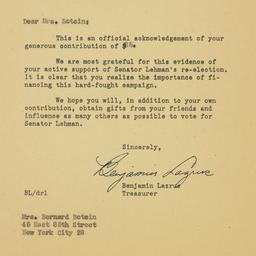 Dear Mrs. Botein:
This is an official acknowledgement of your
generous contribution of $25.
We are most grateful for this evidence of
your active support of Senator Lehman's re-election.
It is clear that you realize the importance of fi-
nancing this hard-fought campaign.
We hope you will, in addition to your own
contribution, obtain gifts from your friends and
influence as many others as possible to vote for
Senator Lehman.
Sincerely,
Benjamin Lazrus
Benjamin Lazrus
Treasurer
BL/drl
Mrs. Bernard Botein
45 East 85th Street
New York City 28